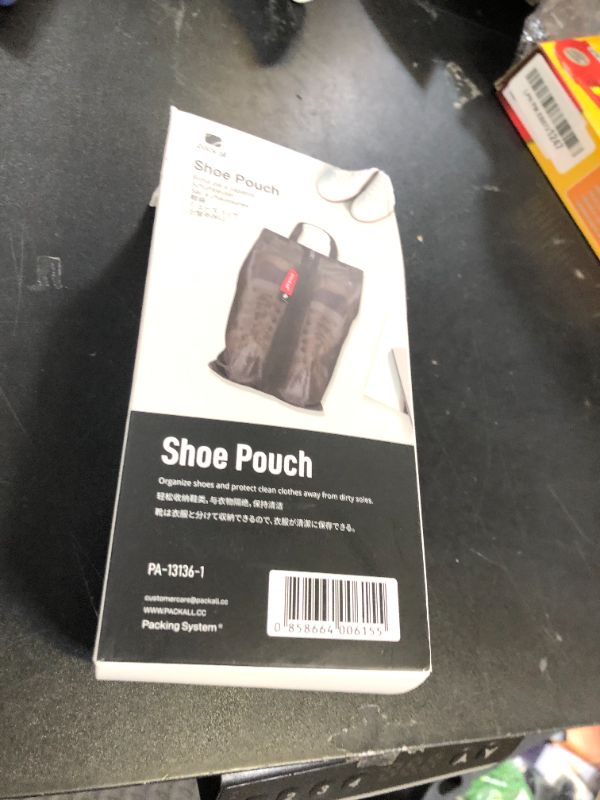 Shoe Pouch
Shoe Pouch
Organize shoes and protect clean clothes away from dirty soles.
轻松收纳鞋类，与衣物隔绝，保持清洁
靴は衣服と分けて収納できるので、衣服が清潔に保存できる。
PA-13136-1
customercare@packall.cc
WWW.PACKALL.CC
Packing System®
0 858664 006155
2 3 4